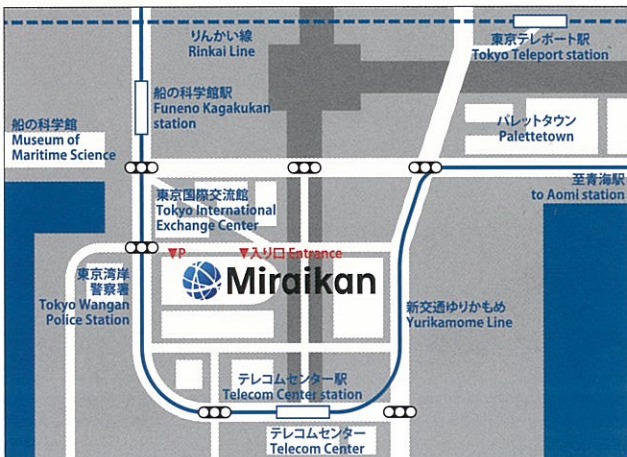 りんかい線
Rinkai Line
東京テレポート駅
Tokyo Teleport station
船の科学館駅
Funeno Kagakukan
station
船の科学館
Museum of
Maritime Science
パレットタウン
Palettetown
至青海駅
to Aomi station
東京国際交流館
Tokyo International
Exchange Center
▼P
▼入り口 Entrance
Miraikan
東京湾岸
警察署
Tokyo Wangan
Police Station
新交通ゆりかもめ
Yurikamome Line
テレコムセンター駅
Telecom Center station
テレコムセンター
Telecom Center